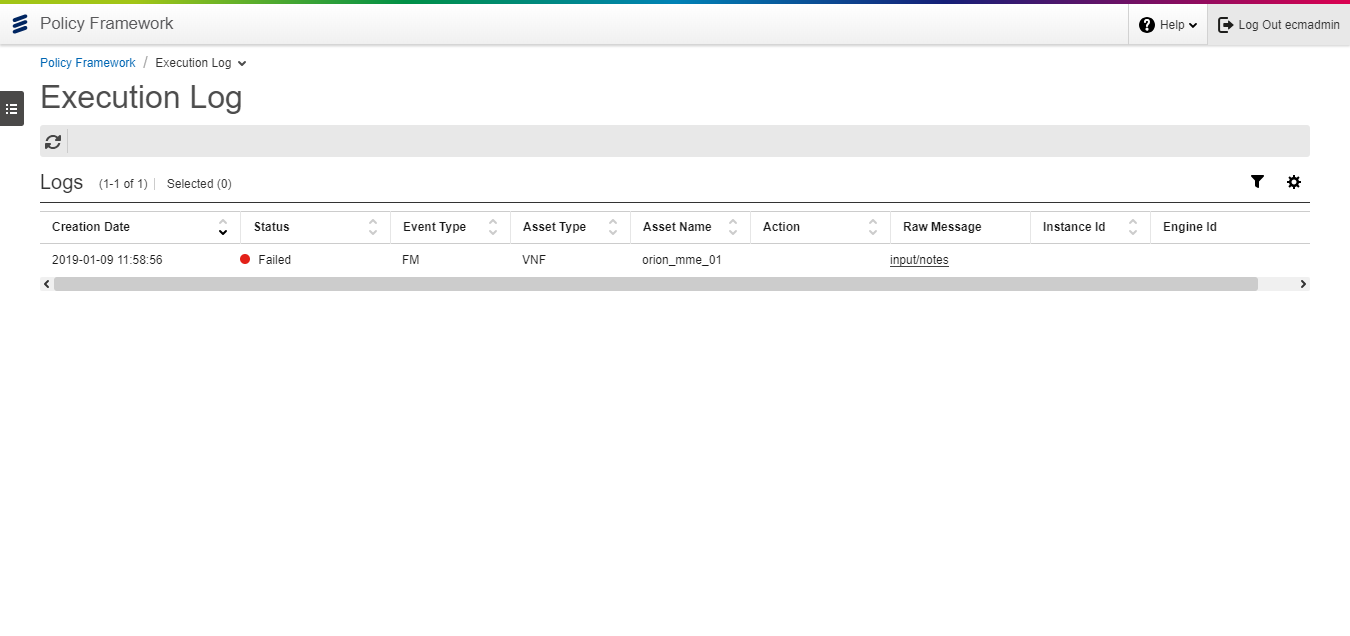 Policy Framework
Help
Log Out ecmadmin
Policy Framework / Execution Log
Execution Log
Logs (1-1 of 1) Selected (0)
Creation Date Status Event Type Asset Type Asset Name Action Raw Message Instance Id Engine Id
2019-01-09 11:58:56 Failed FM VNF orion_mme_01 input/notes